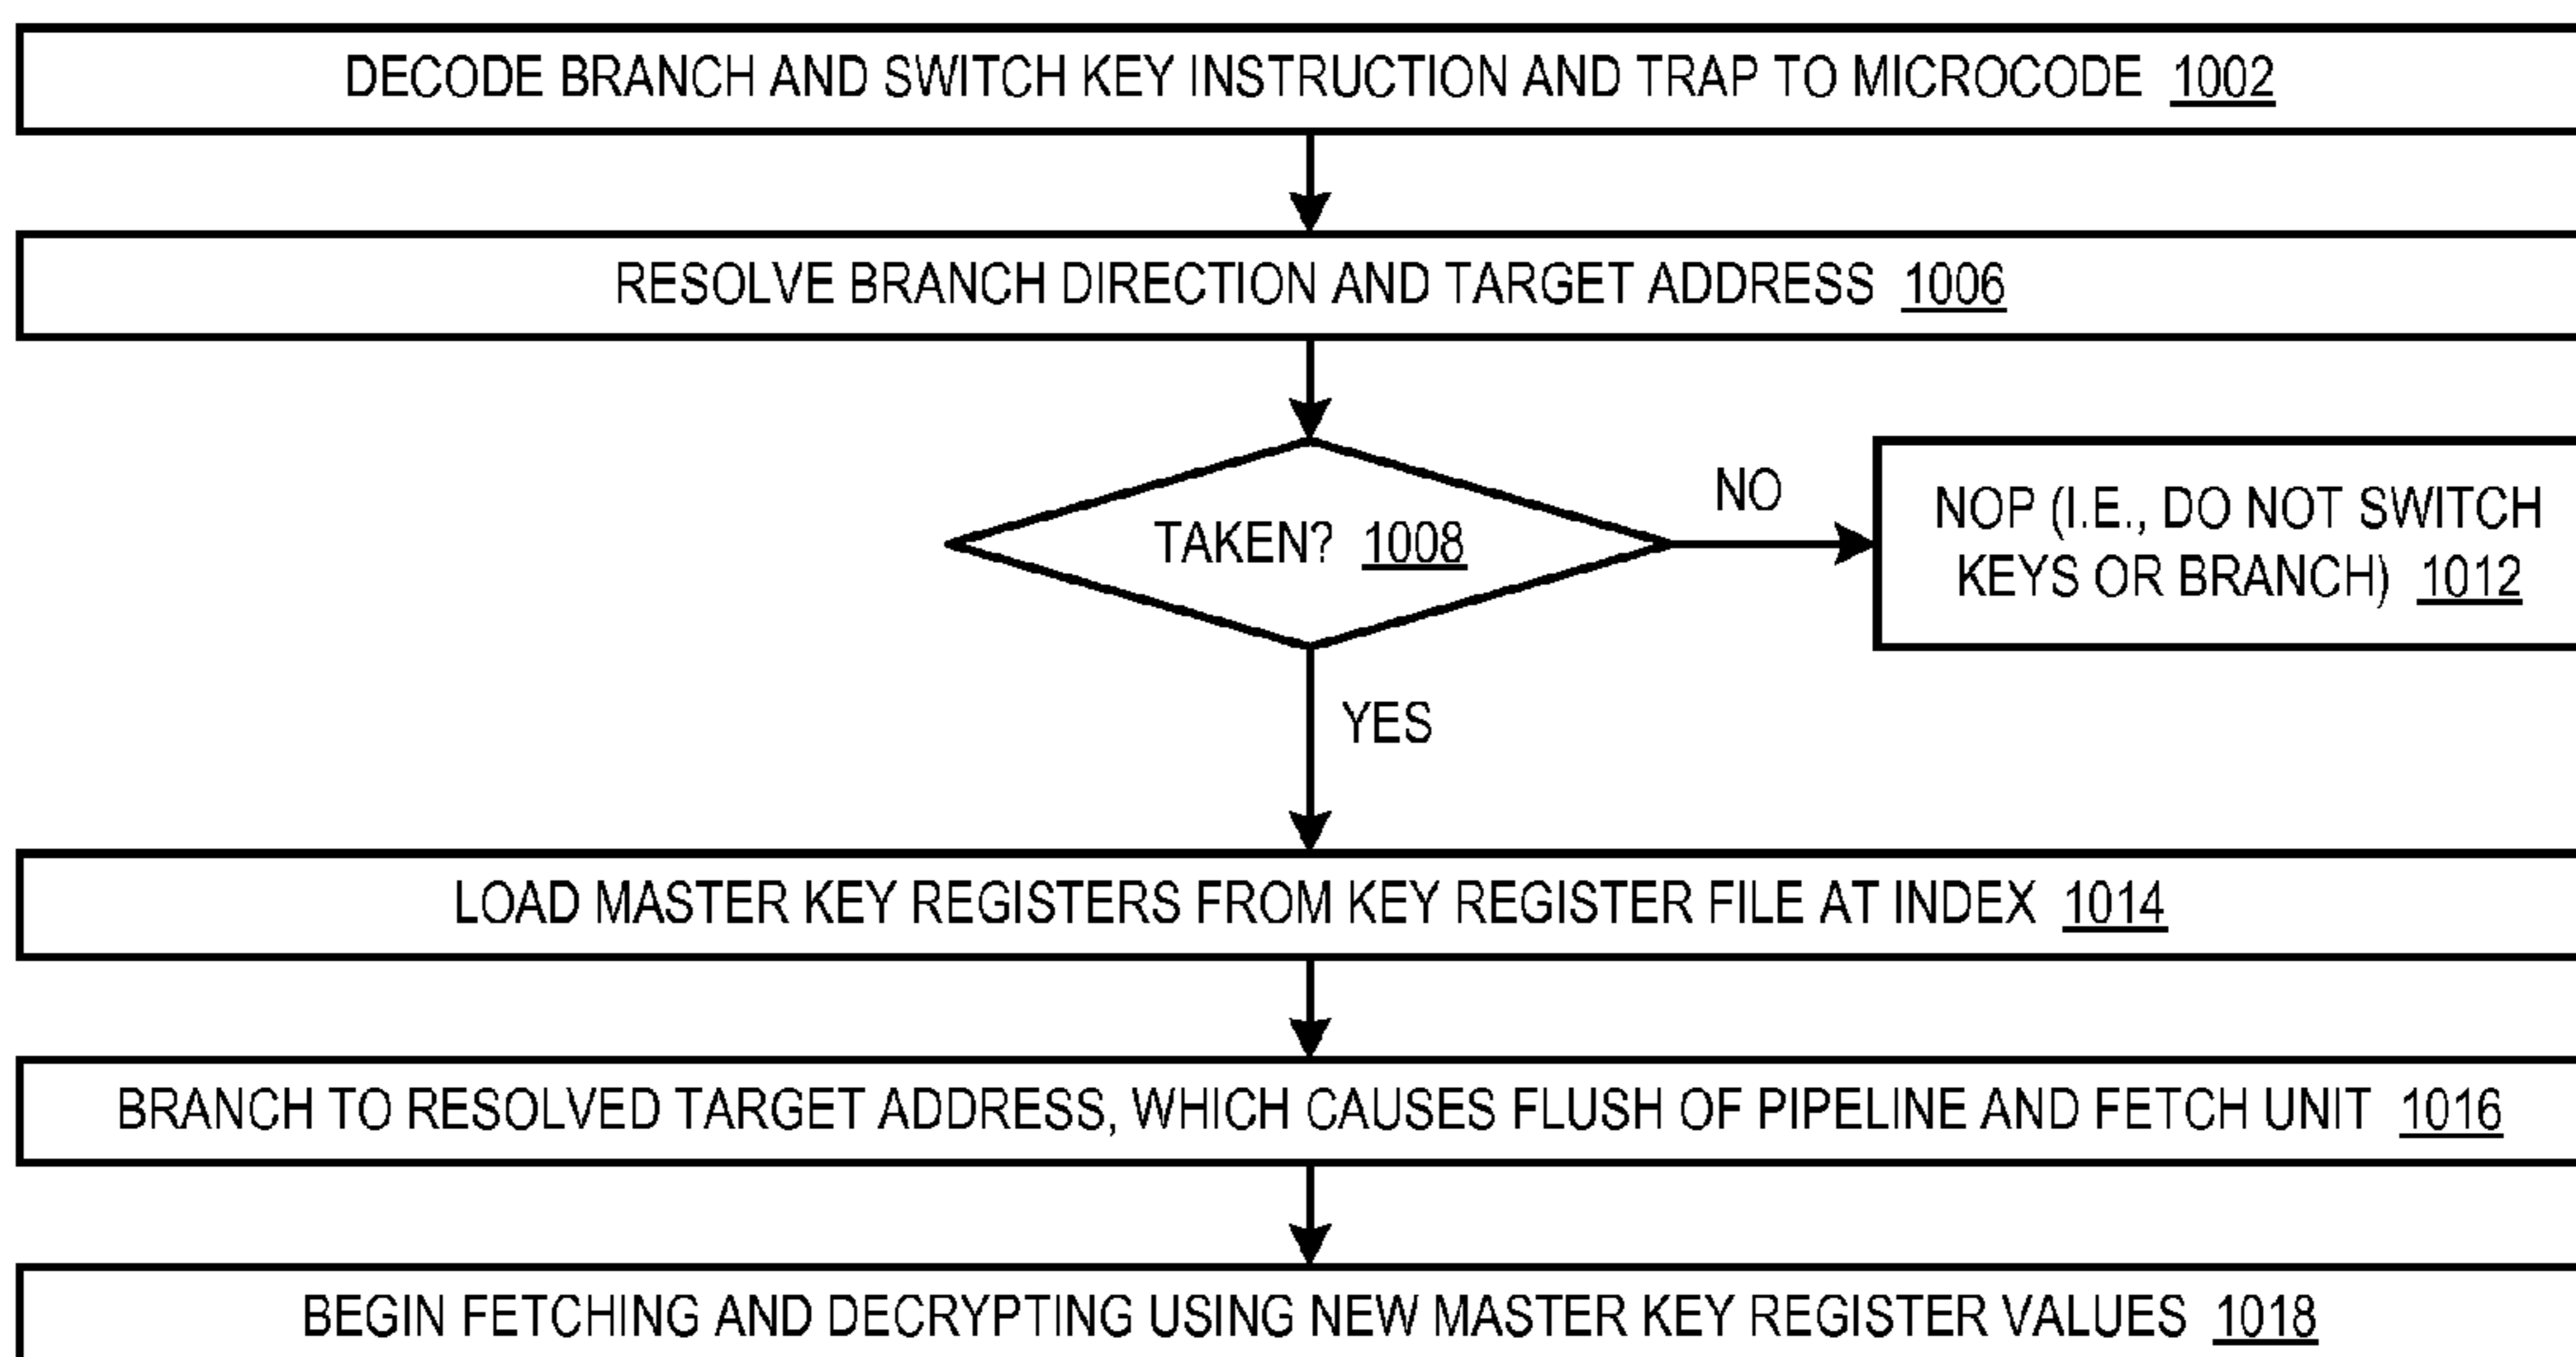 DECODE BRANCH AND SWITCH KEY INSTRUCTION AND TRAP TO MICROCODE 1002
RESOLVE BRANCH DIRECTION AND TARGET ADDRESS 1006
TAKEN? 1008
NO
NOP (I.E., DO NOT SWITCH
KEYS OR BRANCH) 1012
YES
LOAD MASTER KEY REGISTERS FROM KEY REGISTER FILE AT INDEX 1014
BRANCH TO RESOLVED TARGET ADDRESS, WHICH CAUSES FLUSH OF PIPELINE AND FETCH UNIT 1016
BEGIN FETCHING AND DECRYPTING USING NEW MASTER KEY REGISTER VALUES 1018